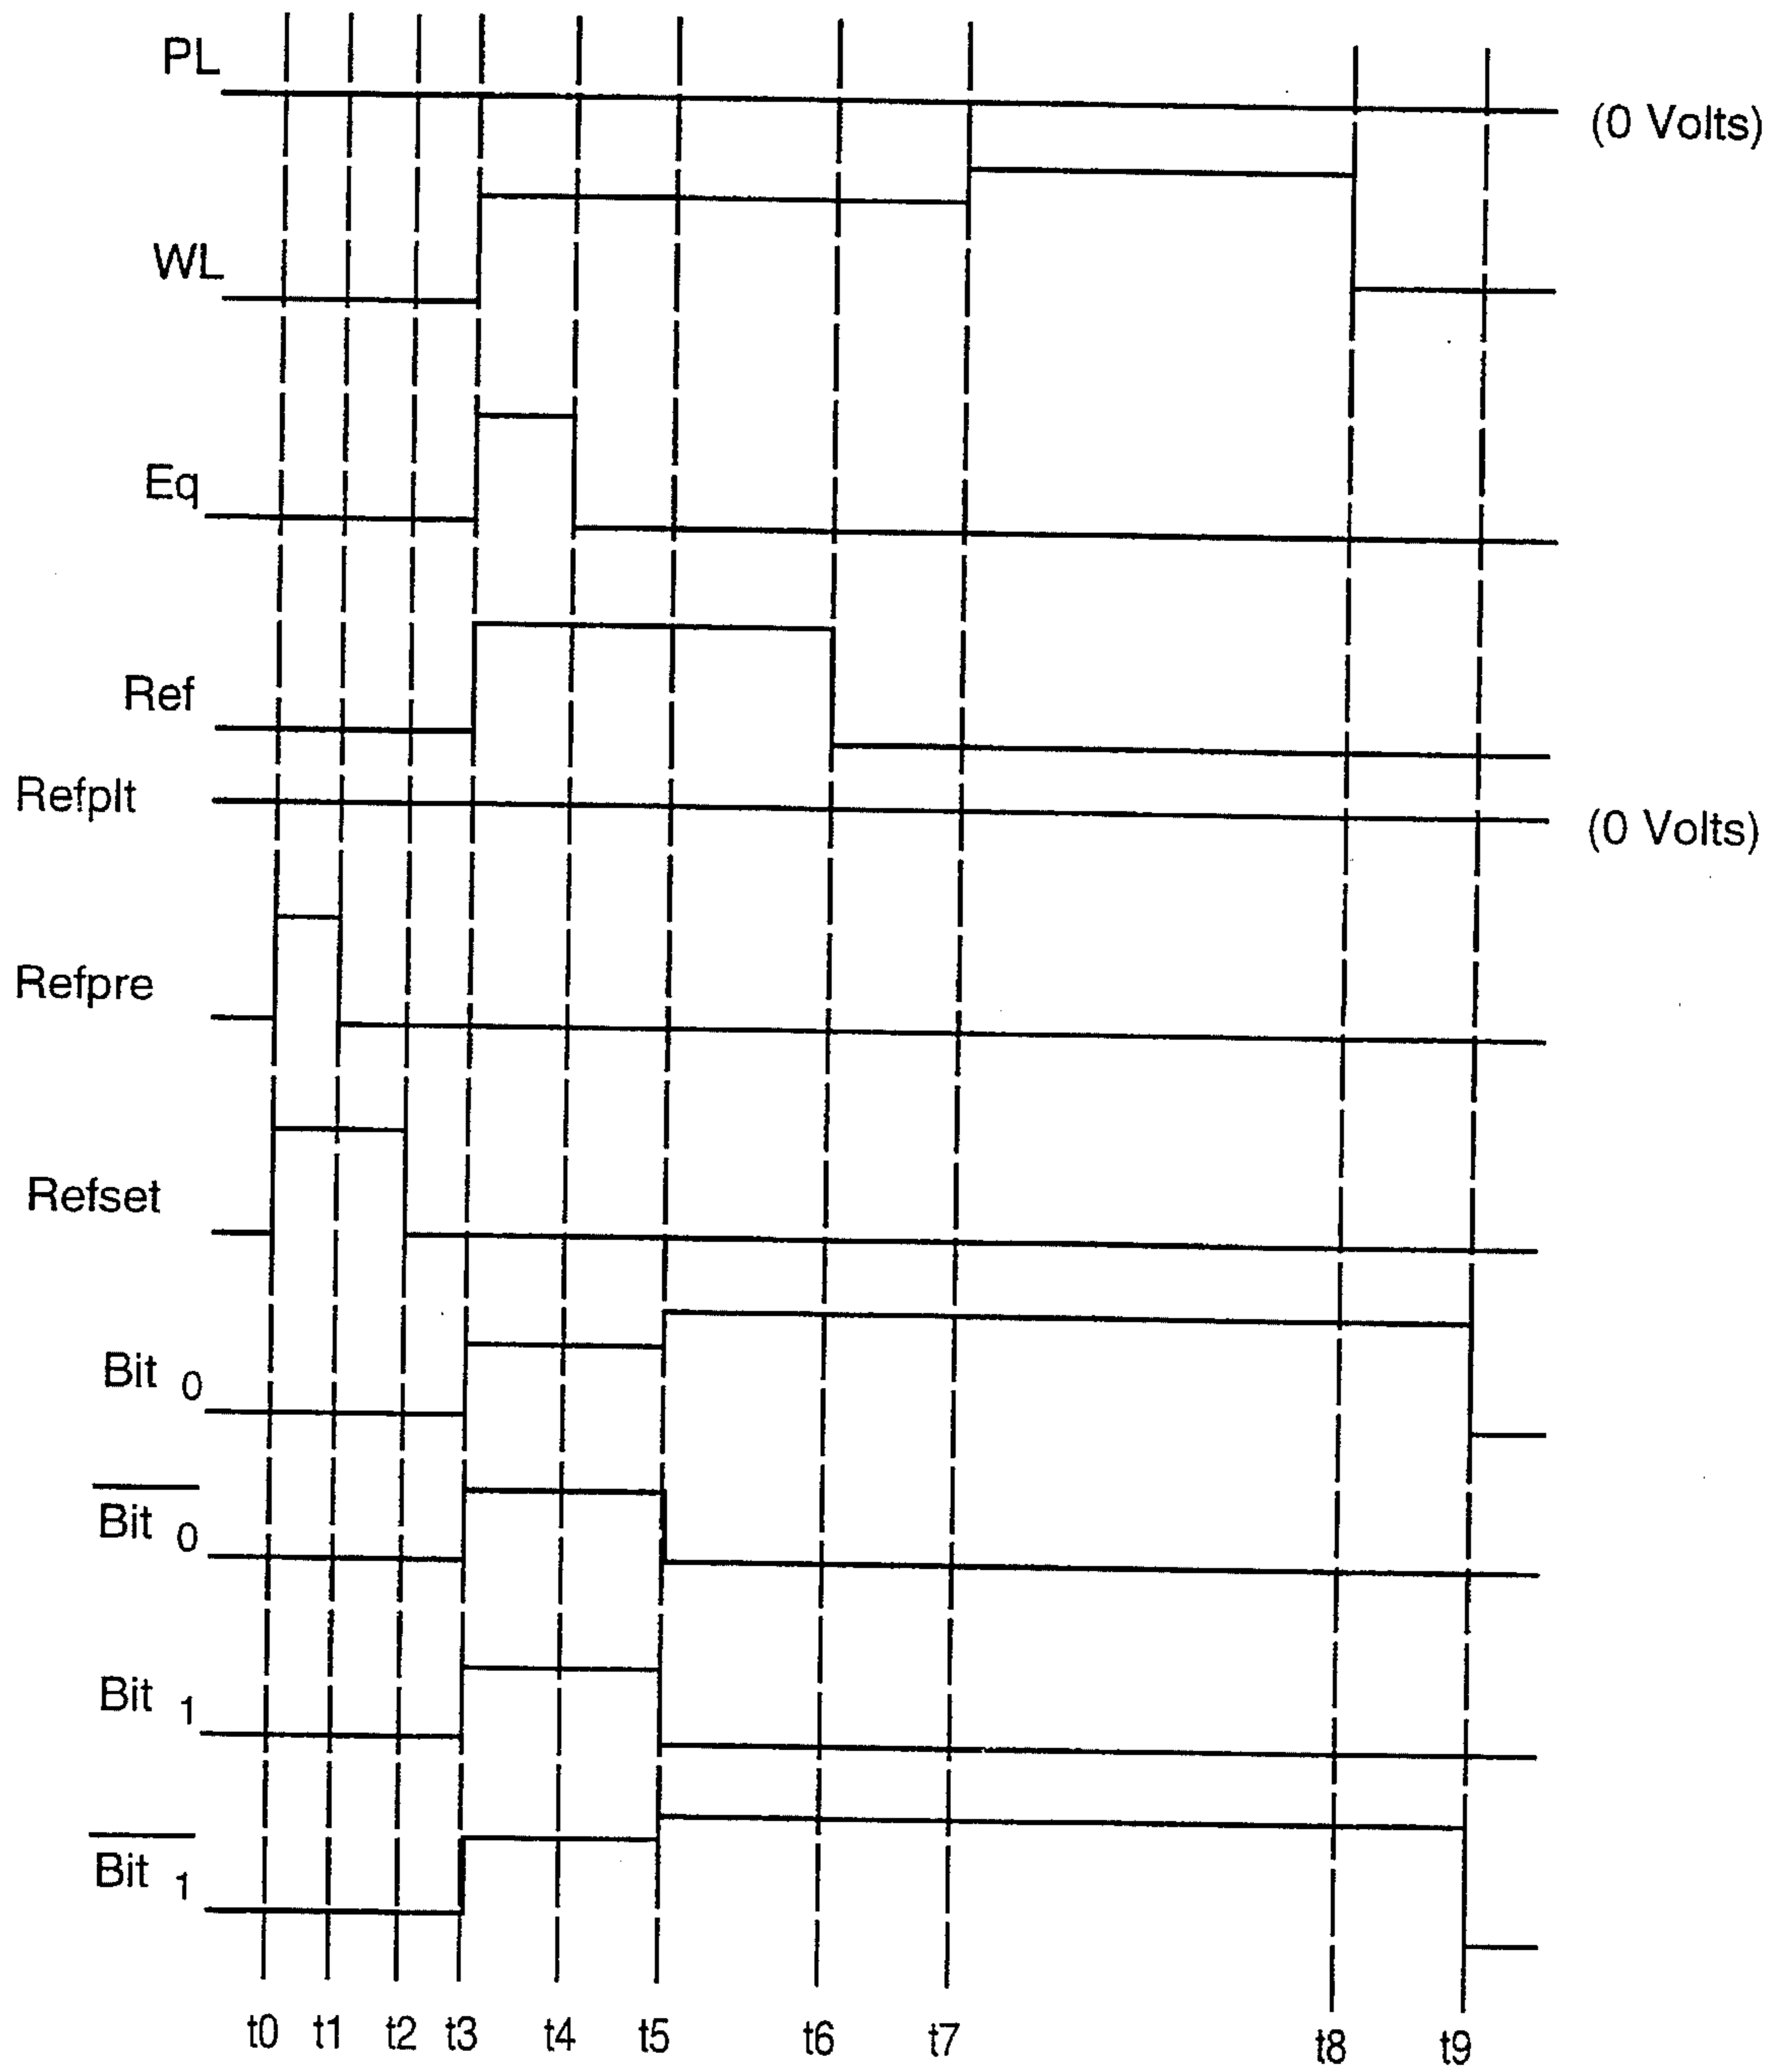 PL
(0 Volts)
WL
Eq
Ref
Refplt
(0 Volts)
Refpre
Refset
Bit 0
Bit 0
Bit 1
Bit 1
t0 t1 t2 t3 t4 t5 t6 t7 t8 t9